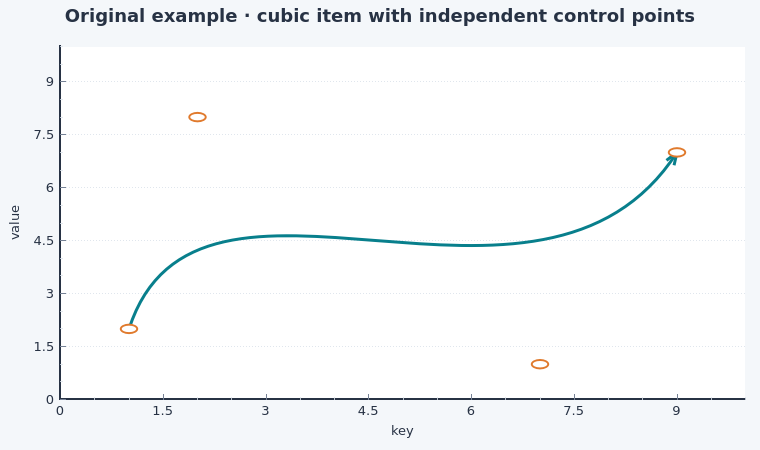 Original example · cubic item with independent control points
9
7.5
6
4.5
3
1.5
0
value
0 1.5 3 4.5 6 7.5 9
key